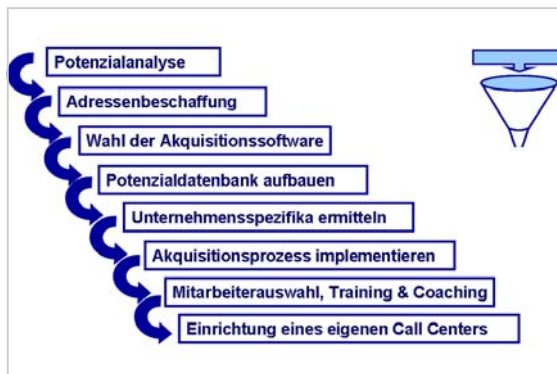 Potenzialanalyse
Adressenbeschaffung
Wahl der Akquisitionssoftware
Potenzialdatenbank aufbauen
Unternehmensspezifika ermitteln
Akquisitionsprozess implementieren
Mitarbeiterauswahl, Training & Coaching
Einrichtung eines eigenen Call Centers